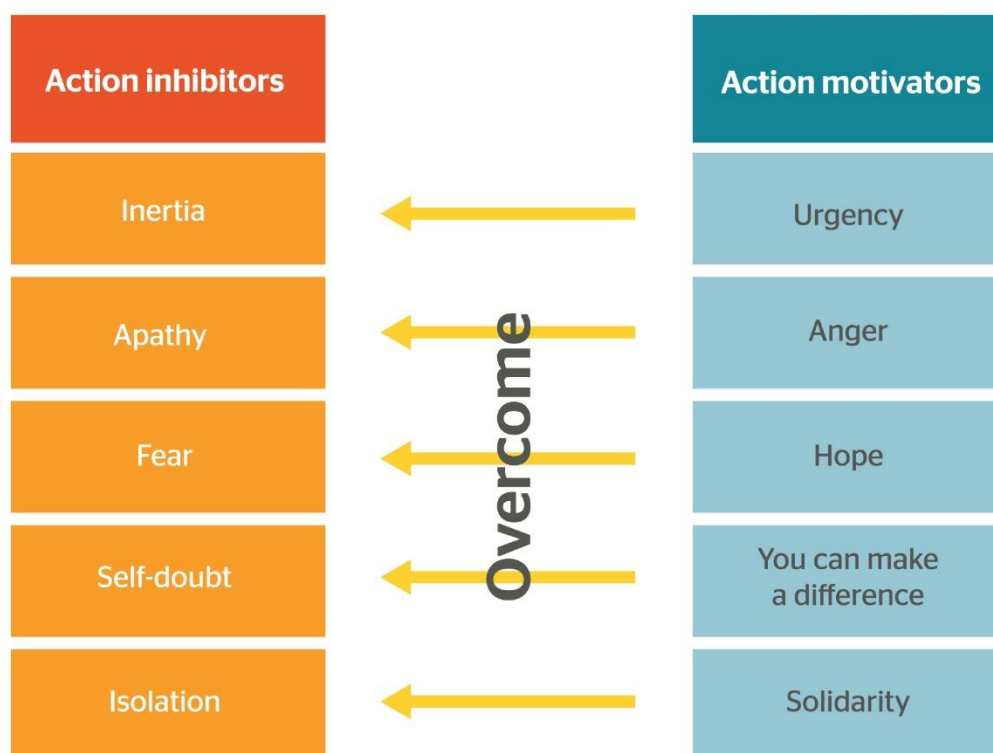 Action inhibitors
Action motivators
Inertia
Urgency
Apathy
Anger
Fear
Hope
Self-doubt
You can make
a difference
Isolation
Solidarity
Overcome